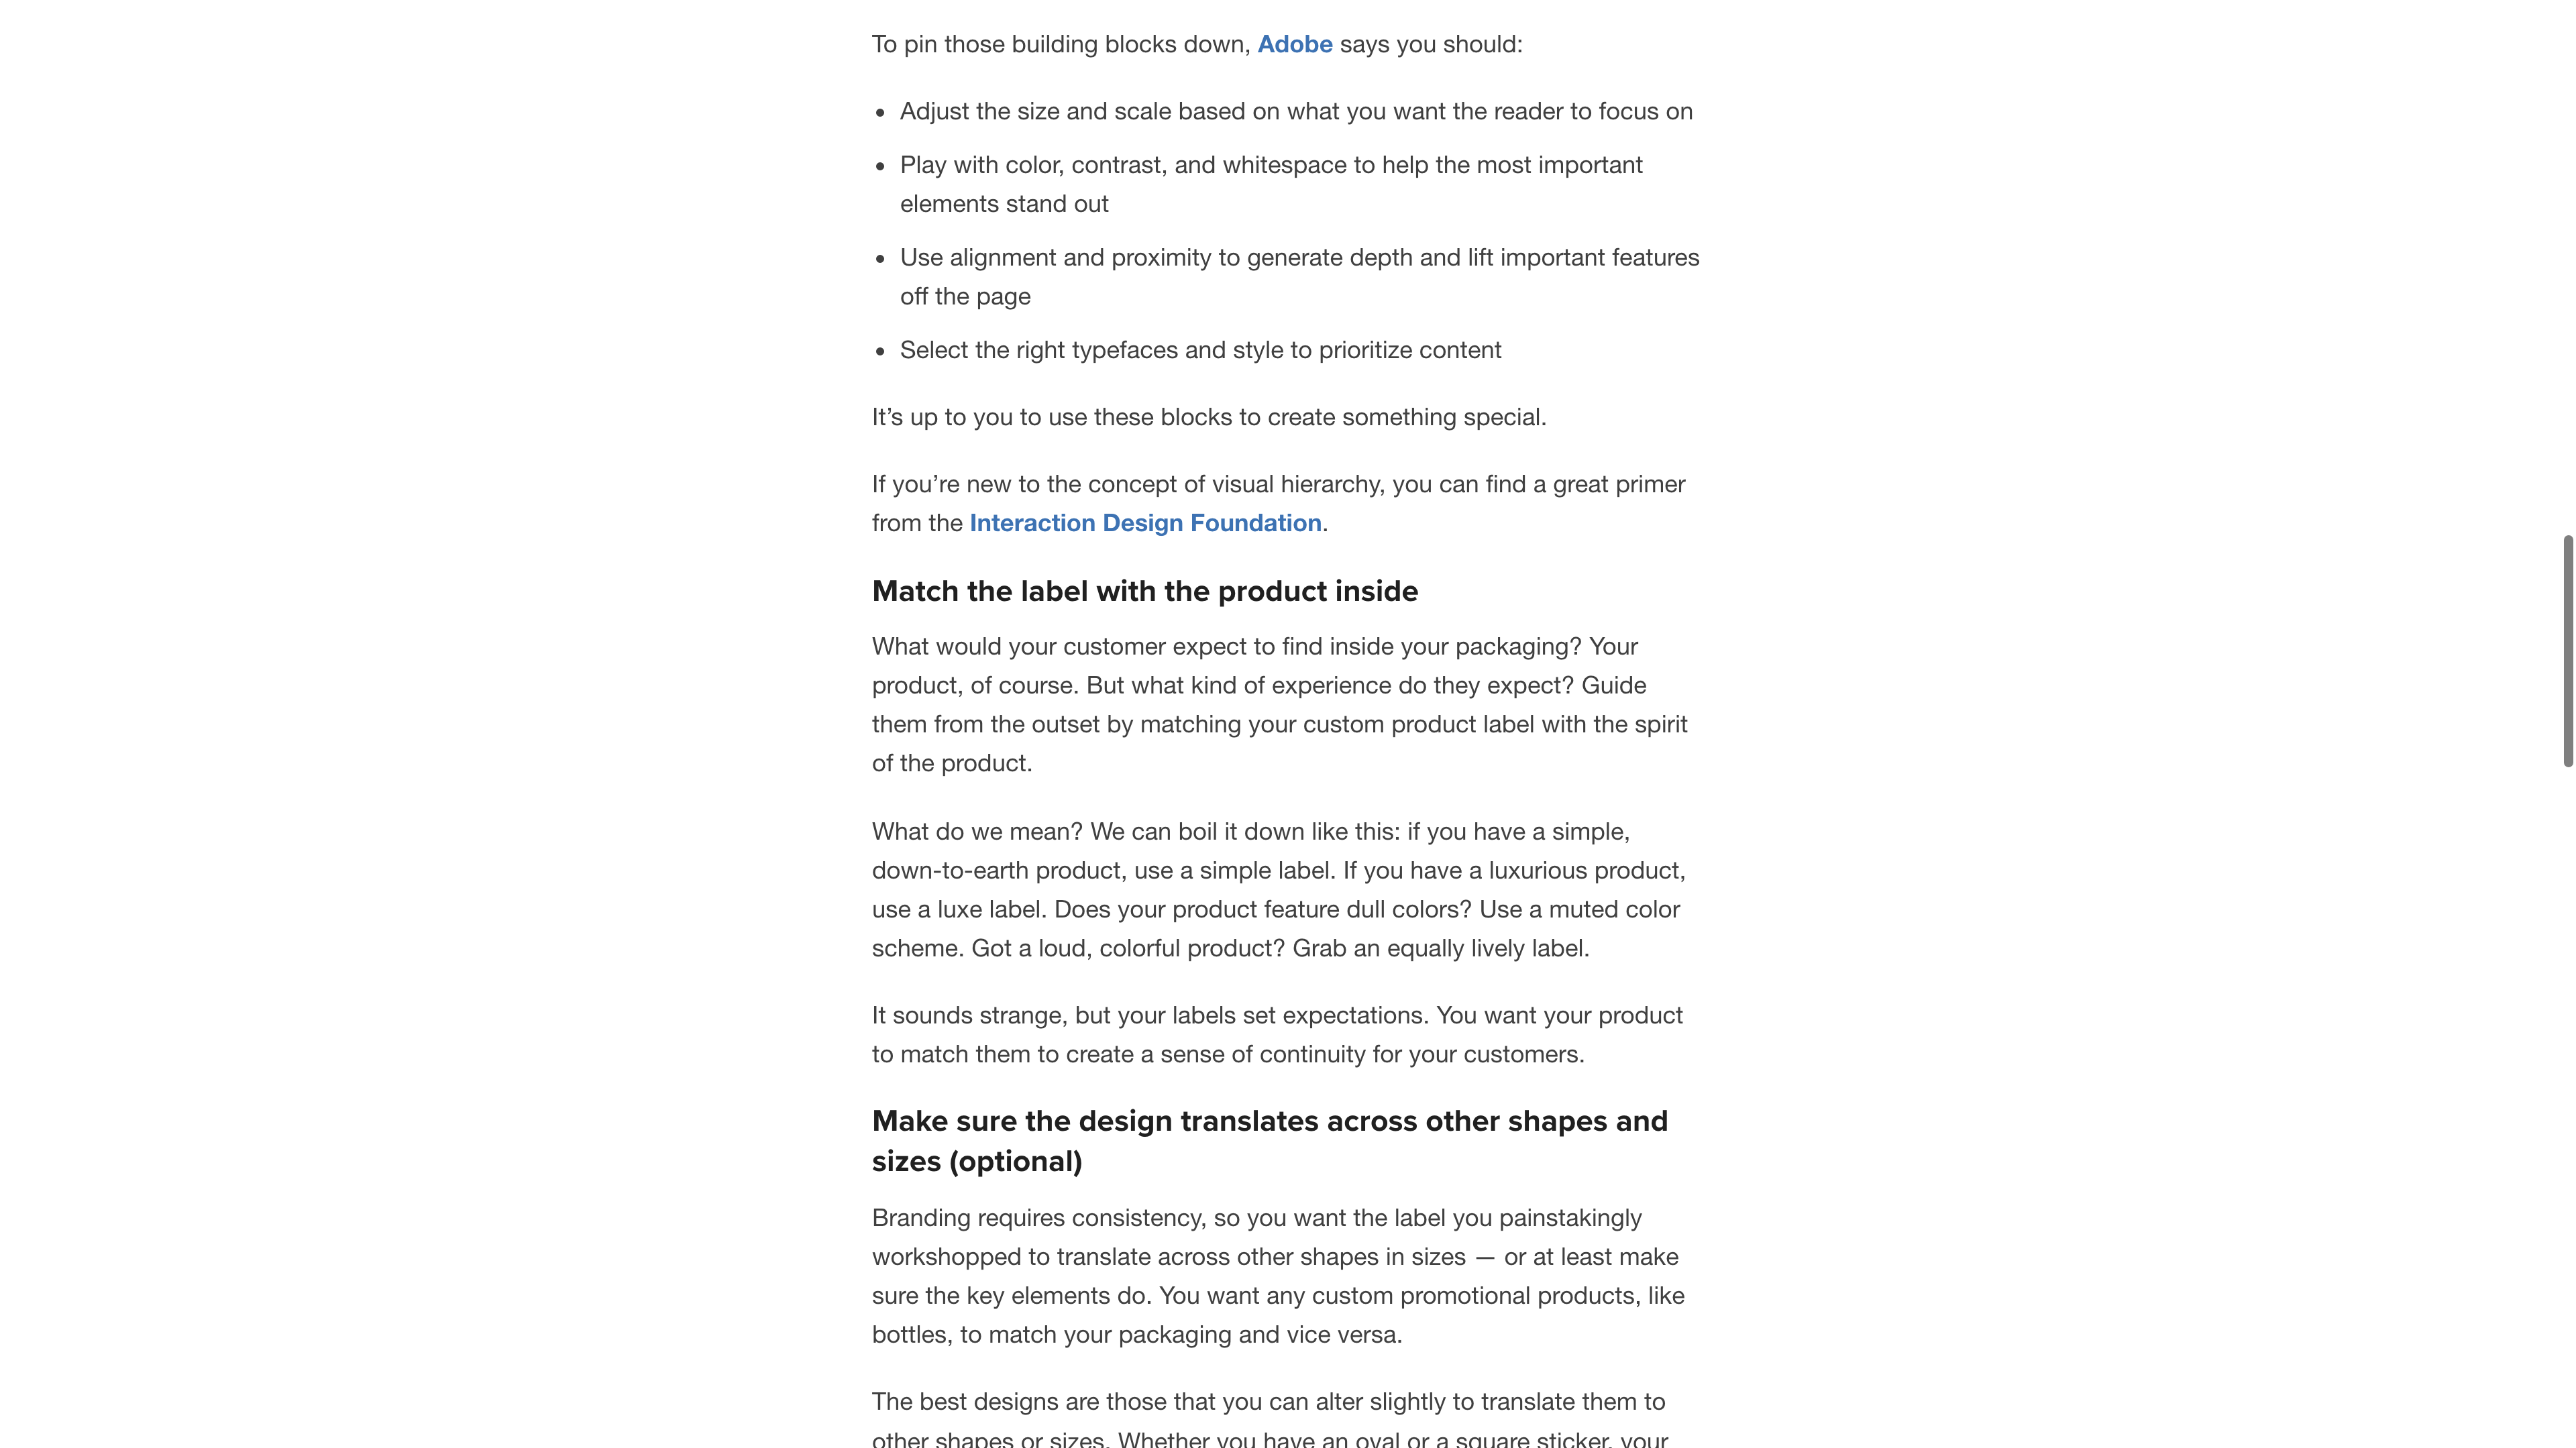 To pin those building blocks down, Adobe says you should:
• Adjust the size and scale based on what you want the reader to focus on
• Play with color, contrast, and whitespace to help the most important
elements stand out
• Use alignment and proximity to generate depth and lift important features
off the page
• Select the right typefaces and style to prioritize content
It’s up to you to use these blocks to create something special.
If you’re new to the concept of visual hierarchy, you can find a great primer
from the Interaction Design Foundation.
Match the label with the product inside
What would your customer expect to find inside your packaging? Your
product, of course. But what kind of experience do they expect? Guide
them from the outset by matching your custom product label with the spirit
of the product.
What do we mean? We can boil it down like this: if you have a simple,
down-to-earth product, use a simple label. If you have a luxurious product,
use a luxe label. Does your product feature dull colors? Use a muted color
scheme. Got a loud, colorful product? Grab an equally lively label.
It sounds strange, but your labels set expectations. You want your product
to match them to create a sense of continuity for your customers.
Make sure the design translates across other shapes and
sizes (optional)
Branding requires consistency, so you want the label you painstakingly
workshopped to translate across other shapes in sizes — or at least make
sure the key elements do. You want any custom promotional products, like
bottles, to match your packaging and vice versa.
The best designs are those that you can alter slightly to translate them to
other shapes or sizes. Whether you have an oval or a square sticker, your